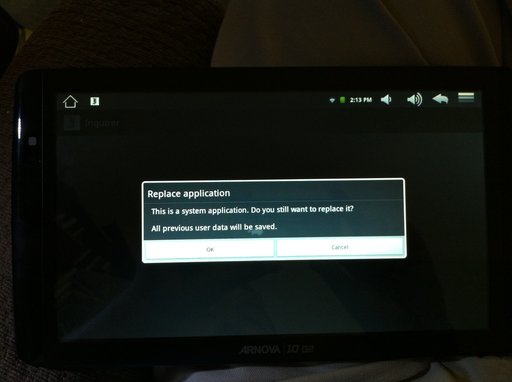 2:13 PM
Inquirer
Replace application
This is a system application. Do you still want to replace it?
All previous user data will be saved.
OK
Cancel
ARNOVA 10 G2